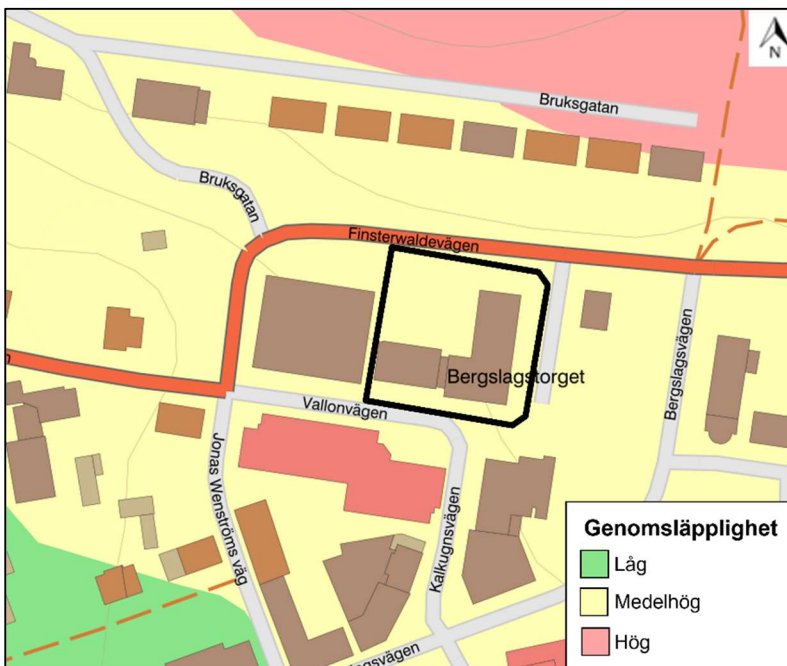 N
Bruksgatan
Bruksgatan
Finsterwaldevägen
Bergslagstorget
Bergslagsvägen
Vallonvägen
Jonas Wenströms väg
Kalkugnsvägen
Genomsläpplighet
Låg
Medelhög
Hög